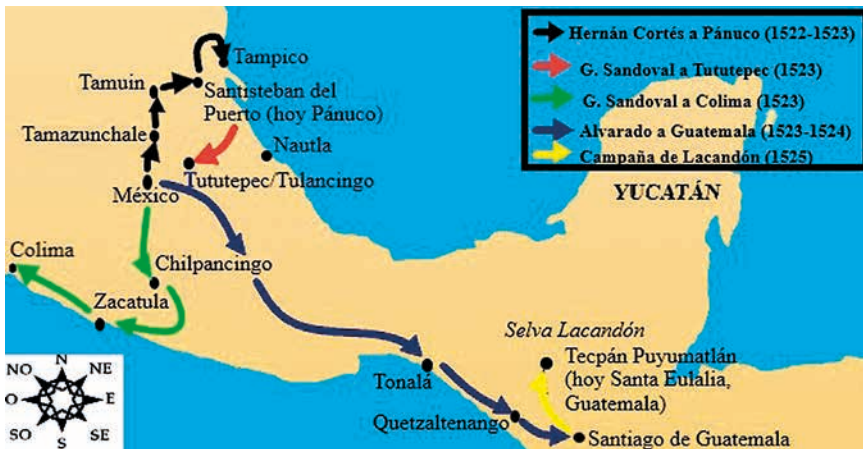 Hernán Cortés a Pánuco (1522-1523)
G. Sandoval a Tututepec (1523)
G. Sandoval a Colima (1523)
Alvarado a Guatemala (1523-1524)
Campaña de Lacandón (1525)
Tampico
Tamuin
Santisteban del
Puerto (hoy Pánuco)
Tamazunchale
Nautla
Tututepec/Tulancingo
México
YUCATÁN
Colima
Chilpancingo
Zacatula
Selva Lacandón
Tecpán Puyumatlán
(hoy Santa Eulália,
Guatemala)
Tonalá
Quetzaltenango
Santiago de Guatemala
N
NO
NE
O
E
SO
SE
S